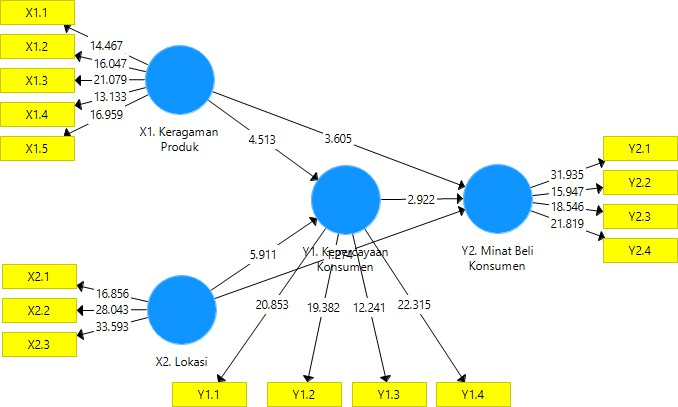 X1.1
X1.2
X1.3
X1.4
X1.5
14.467
16.047
21.079
13.133
16.959
X1. Keragaman
Produk
4.513
3.605
2.922
Y1. Kepercayaan
Konsumen
5.911
Y2. Minat Beli
Konsumen
31.935
15.947
18.546
21.819
Y2.1
Y2.2
Y2.3
Y2.4
X2.1
X2.2
X2.3
16.856
28.043
33.593
X2. Lokasi
20.853
19.382
12.241
22.315
Y1.1
Y1.2
Y1.3
Y1.4